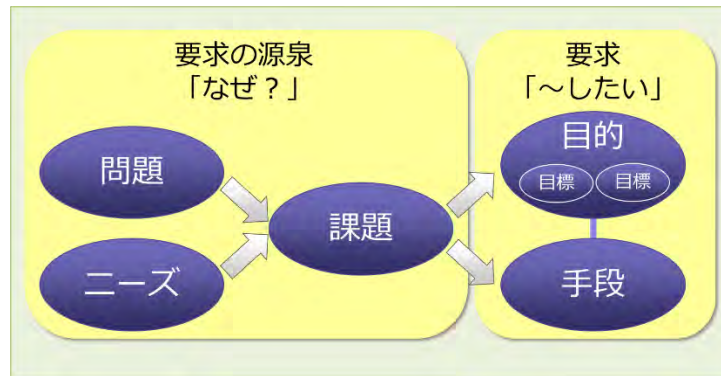 要求の源泉
「なぜ？」
問題
ニーズ
課題
要求
「～したい」
目的
目標
目標
手段